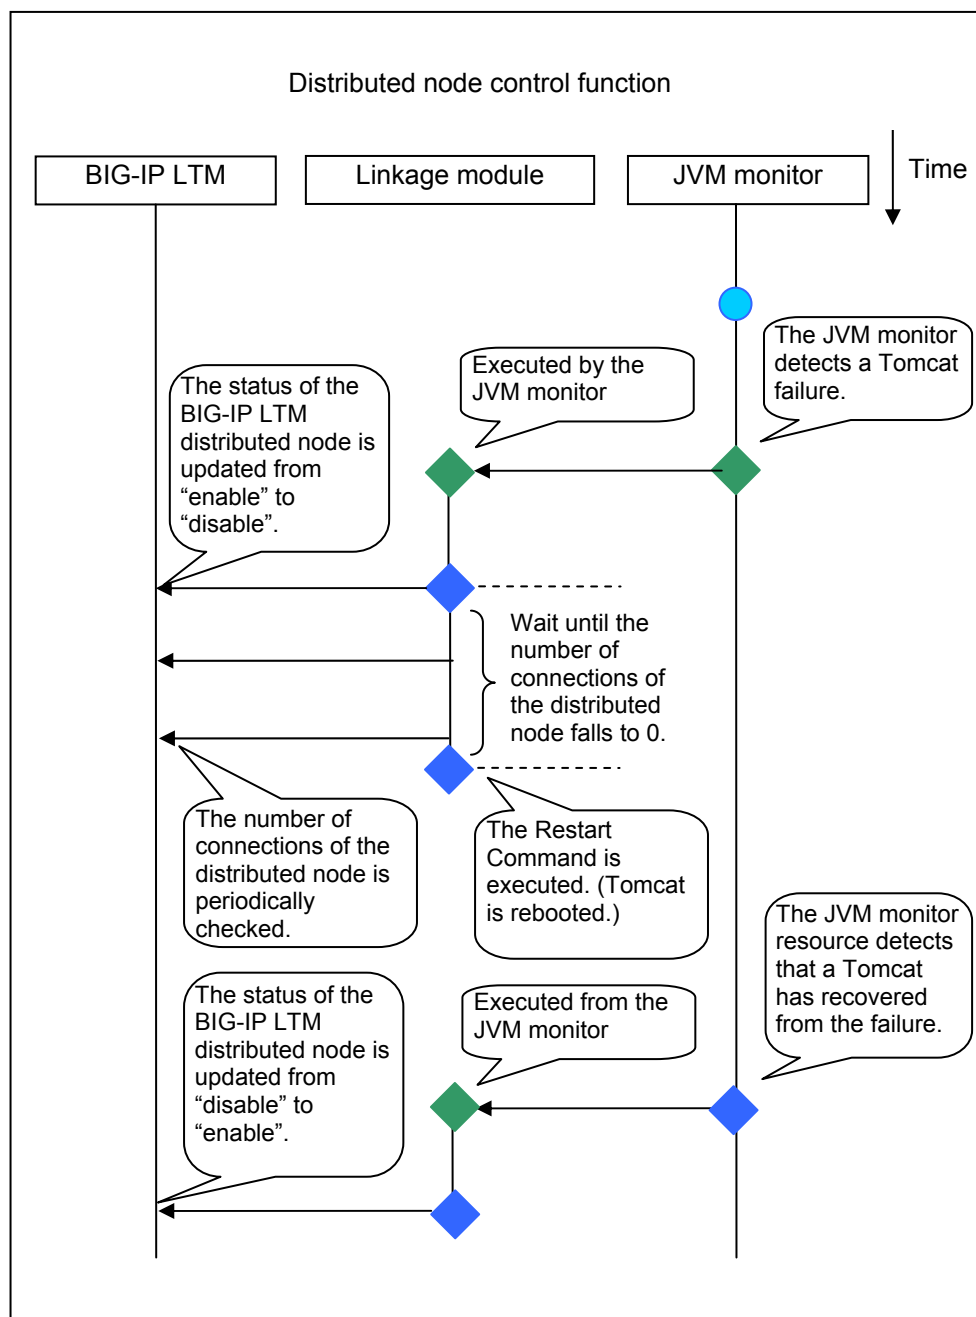 Distributed node control function
BIG-IP LTM
Linkage module
JVM monitor
Time
The JVM monitor
detects a Tomcat
failure.
Executed by the
JVM monitor
The status of the
BIG-IP LTM
distributed node is
updated from
“enable” to
“disable”.
Wait until the
number of
connections of
the distributed
node falls to 0.
The number of
connections of the
distributed node is
periodically
checked.
The Restart
Command is
executed. (Tomcat
is rebooted.)
The JVM monitor
resource detects
that a Tomcat
has recovered
from the failure.
Executed from the
JVM monitor
The status of the
BIG-IP LTM
distributed node is
updated from
“disable” to
“enable”.